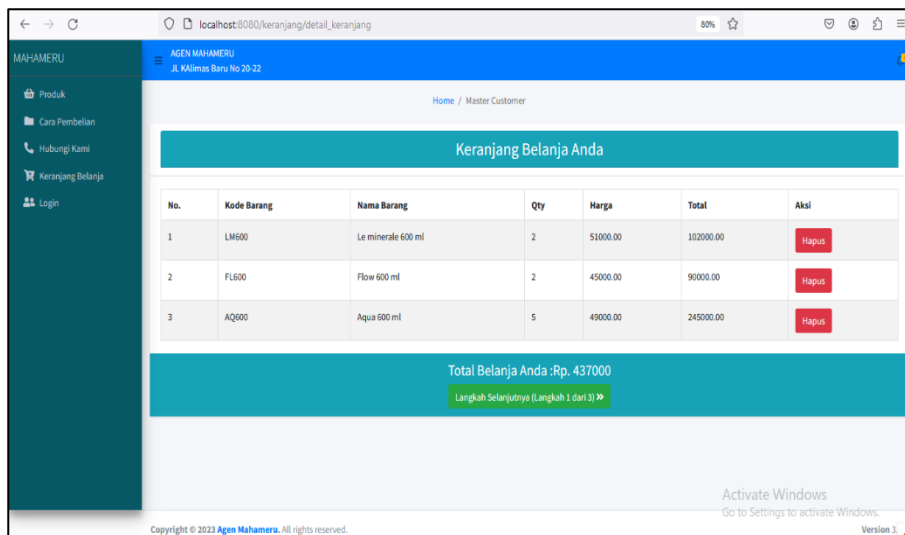 localhost:8080/keranjang/detail_keranjang 80%
MAHAMERU
AGEN MAHAMERU
JL KAlimas Baru No 20-22
Produk
Cara Pembelian
Hubungi Kami
Keranjang Belanja
Login
Home / Master Customer
Keranjang Belanja Anda
No. Kode Barang Nama Barang Qty Harga Total Aksi
1 LM600 Le minerale 600 ml 2 51000.00 102000.00 Hapus
2 FL600 Flow 600 ml 2 45000.00 90000.00 Hapus
3 AQ600 Aqua 600 ml 5 49000.00 245000.00 Hapus
Total Belanja Anda :Rp. 437000
Langkah Selanjutnya (Langkah 1 dari 3)
Activate Windows
Go to Settings to activate Windows.
Copyright © 2023 Agen Mahameru. All rights reserved. Version 3.